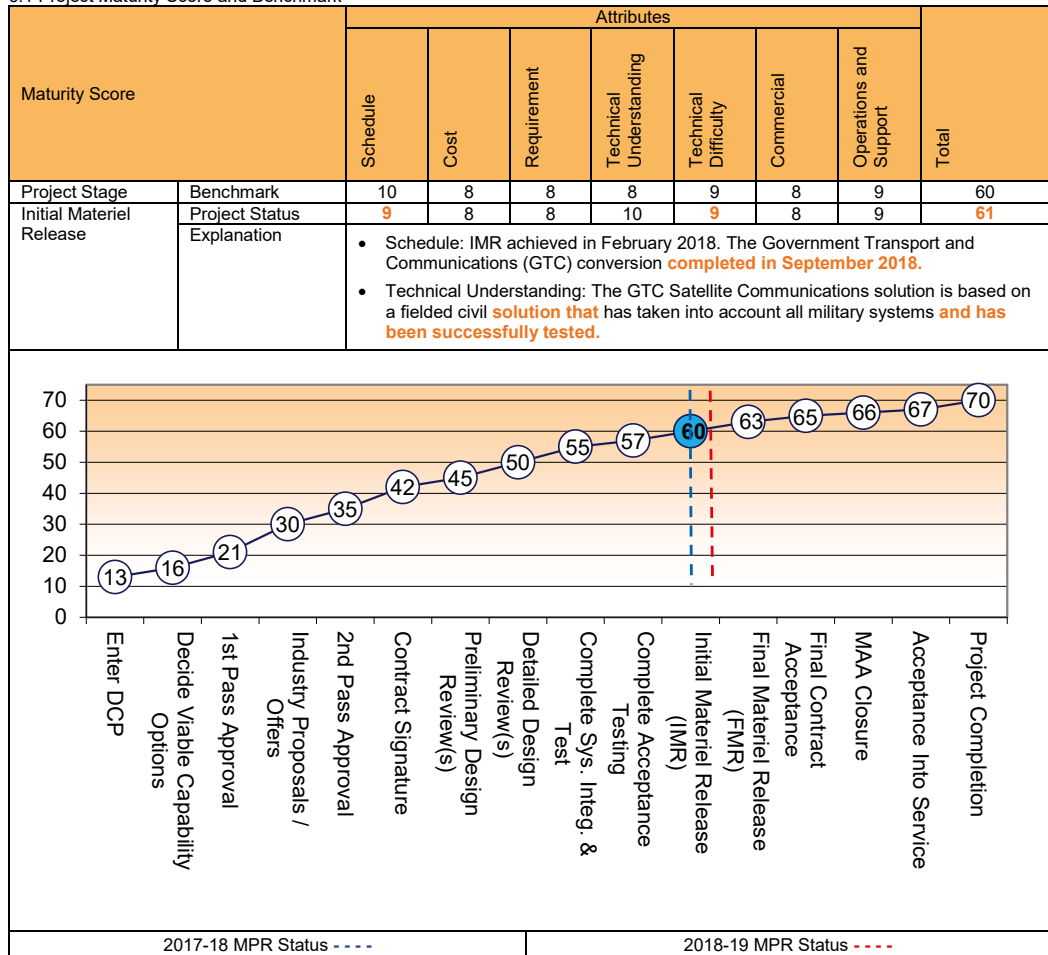 Maturity Score
Attributes
Schedule
Cost
Requirement
Technical
Understanding
Technical
Difficulty
Commercial
Operations and
Support
Total
Project Stage Benchmark 10 8 8 8 9 8 9 60
Initial Materiel
Release
Project Status 9 8 8 10 9 8 9 61
Explanation
• Schedule: IMR achieved in February 2018. The Government Transport and
Communications (GTC) conversion completed in September 2018.
• Technical Understanding: The GTC Satellite Communications solution is based on
a fielded civil solution that has taken into account all military systems and has
been successfully tested.
70
60
50
40
30
20
10
0
13
16
21
30
35
42
45
50
55
57
60
63
65
66
67
70
Enter DCP
Decide Viable Capability
Options
1st Pass Approval
Industry Proposals /
Offers
2nd Pass Approval
Contract Signature
Preliminary Design
Review(s)
Detailed Design
Review(s)
Complete Sys. Integ. &
Test
Complete Acceptance
Testing
Initial Materiel Release
(IMR)
Final Materiel Release
(FMR)
Final Contract
Acceptance
MAA Closure
Acceptance Into Service
Project Completion
2017-18 MPR Status - - - -
2018-19 MPR Status - - - -